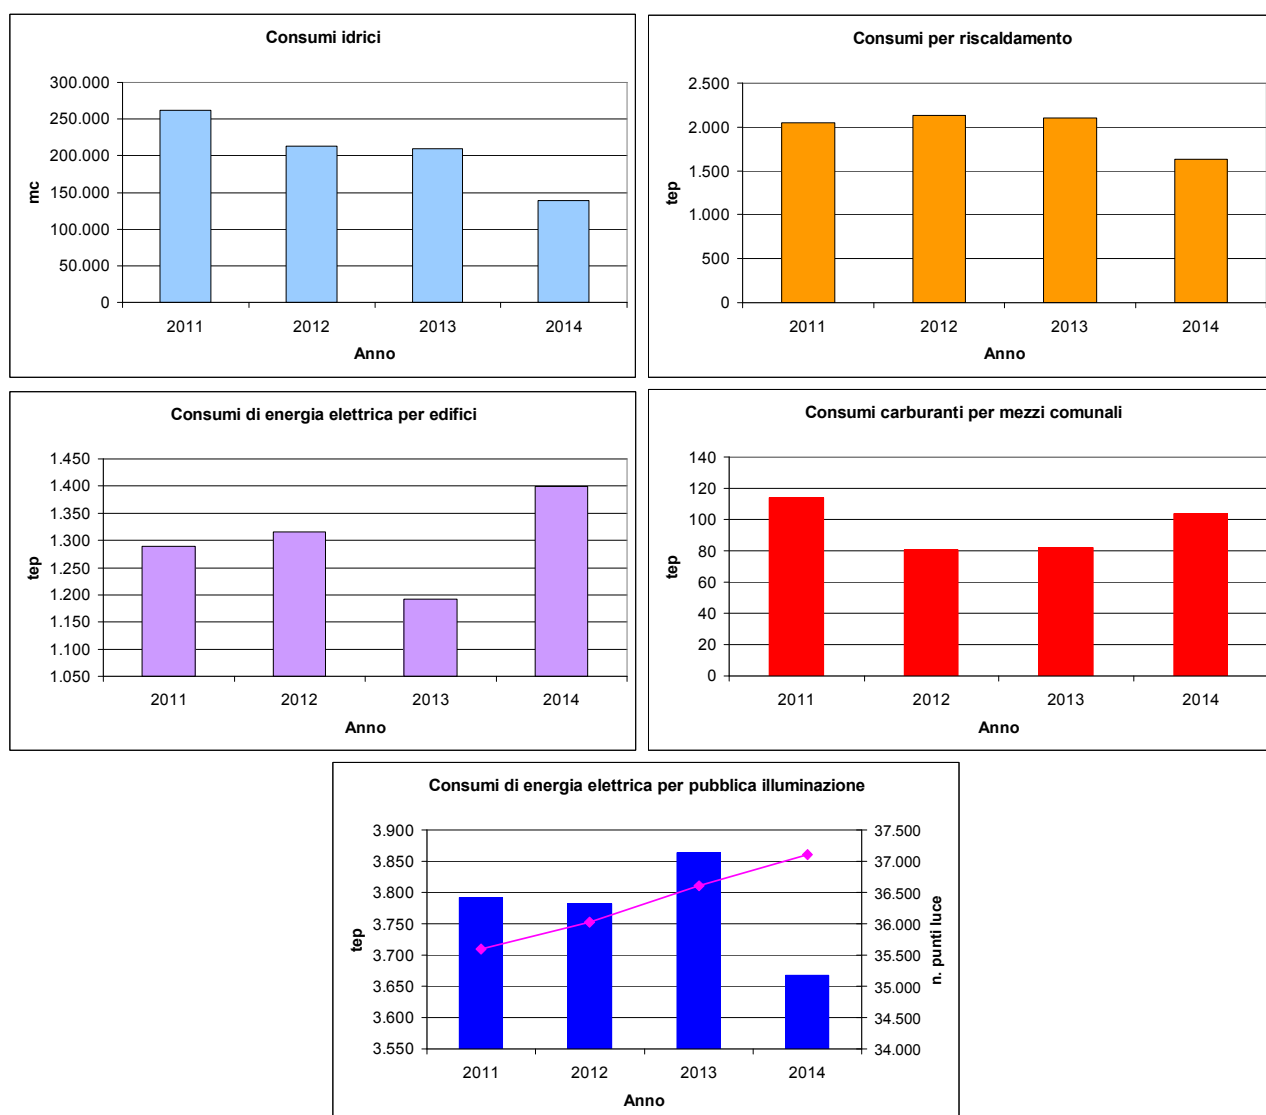 Consumi idrici
300.000
250.000
200.000
150.000
100.000
50.000
0
mc
2011 2012 2013 2014
Anno
Consumi per riscaldamento
2.500
2.000
1.500
1.000
500
0
tep
2011 2012 2013 2014
Anno
Consumi di energia elettrica per edifici
1.450
1.400
1.350
1.300
1.250
1.200
1.150
1.100
1.050
tep
2011 2012 2013 2014
Anno
Consumi carburanti per mezzi comunali
140
120
100
80
60
40
20
0
tep
2011 2012 2013 2014
Anno
Consumi di energia elettrica per pubblica illuminazione
3.900
3.850
3.800
3.750
3.700
3.650
3.600
3.550
tep
37.500
37.000
36.500
36.000
35.500
35.000
34.500
34.000
n. punti luce
2011 2012 2013 2014
Anno